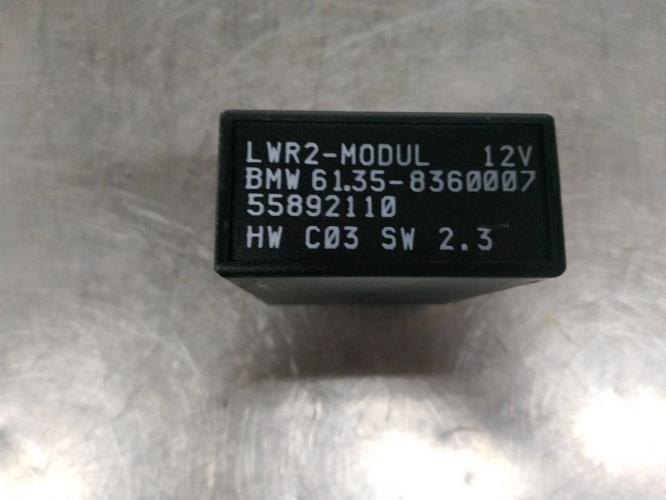 LWR2-MODUL 12V
BMW 61.35-8360007
55892110
HW C03 SW 2.3